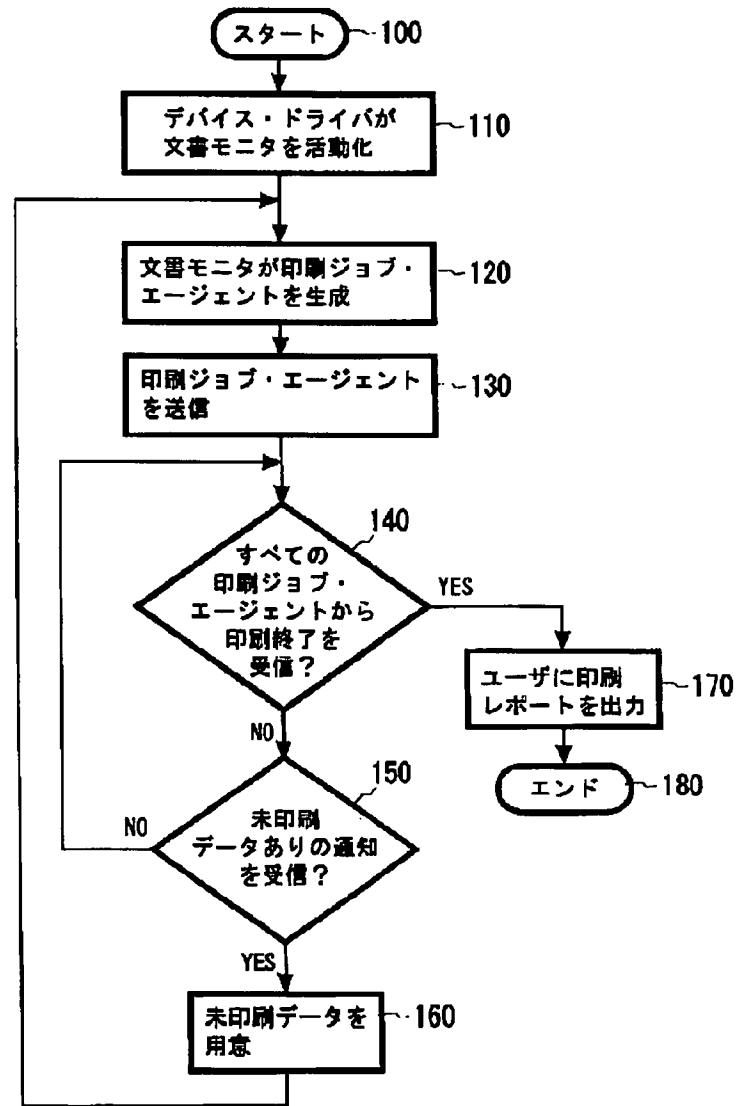 スタート
100
デバイス・ドライバが
文書モニタを活動化
110
文書モニタが印刷ジョブ・
エージェントを生成
120
印刷ジョブ・エージェント
を送信
130
140
すべての
印刷ジョブ・
エージェントから
印刷終了を
受信？
YES
ユーザに印刷
レポートを出力
170
NO
エンド
180
150
未印刷
データありの通知
を受信？
NO
YES
未印刷データを
用意
160